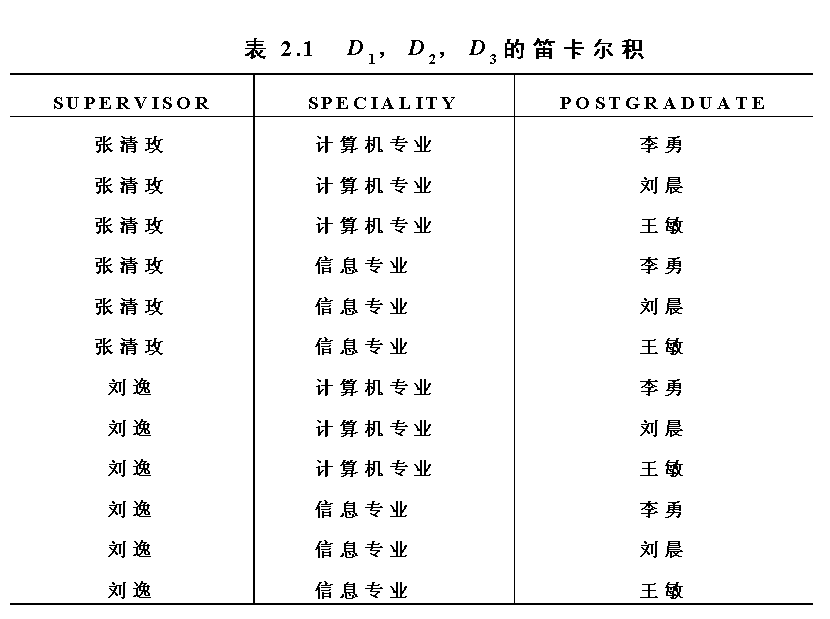 表 2.1 D1, D2, D3的笛卡尔积
SUPERVISOR SPECIALITY POSTGRADUATE
张清玫 计算机专业 李勇
张清玫 计算机专业 刘晨
张清玫 计算机专业 王敏
张清玫 信息专业 李勇
张清玫 信息专业 刘晨
张清玫 信息专业 王敏
刘逸 计算机专业 李勇
刘逸 计算机专业 刘晨
刘逸 计算机专业 王敏
刘逸 信息专业 李勇
刘逸 信息专业 刘晨
刘逸 信息专业 王敏